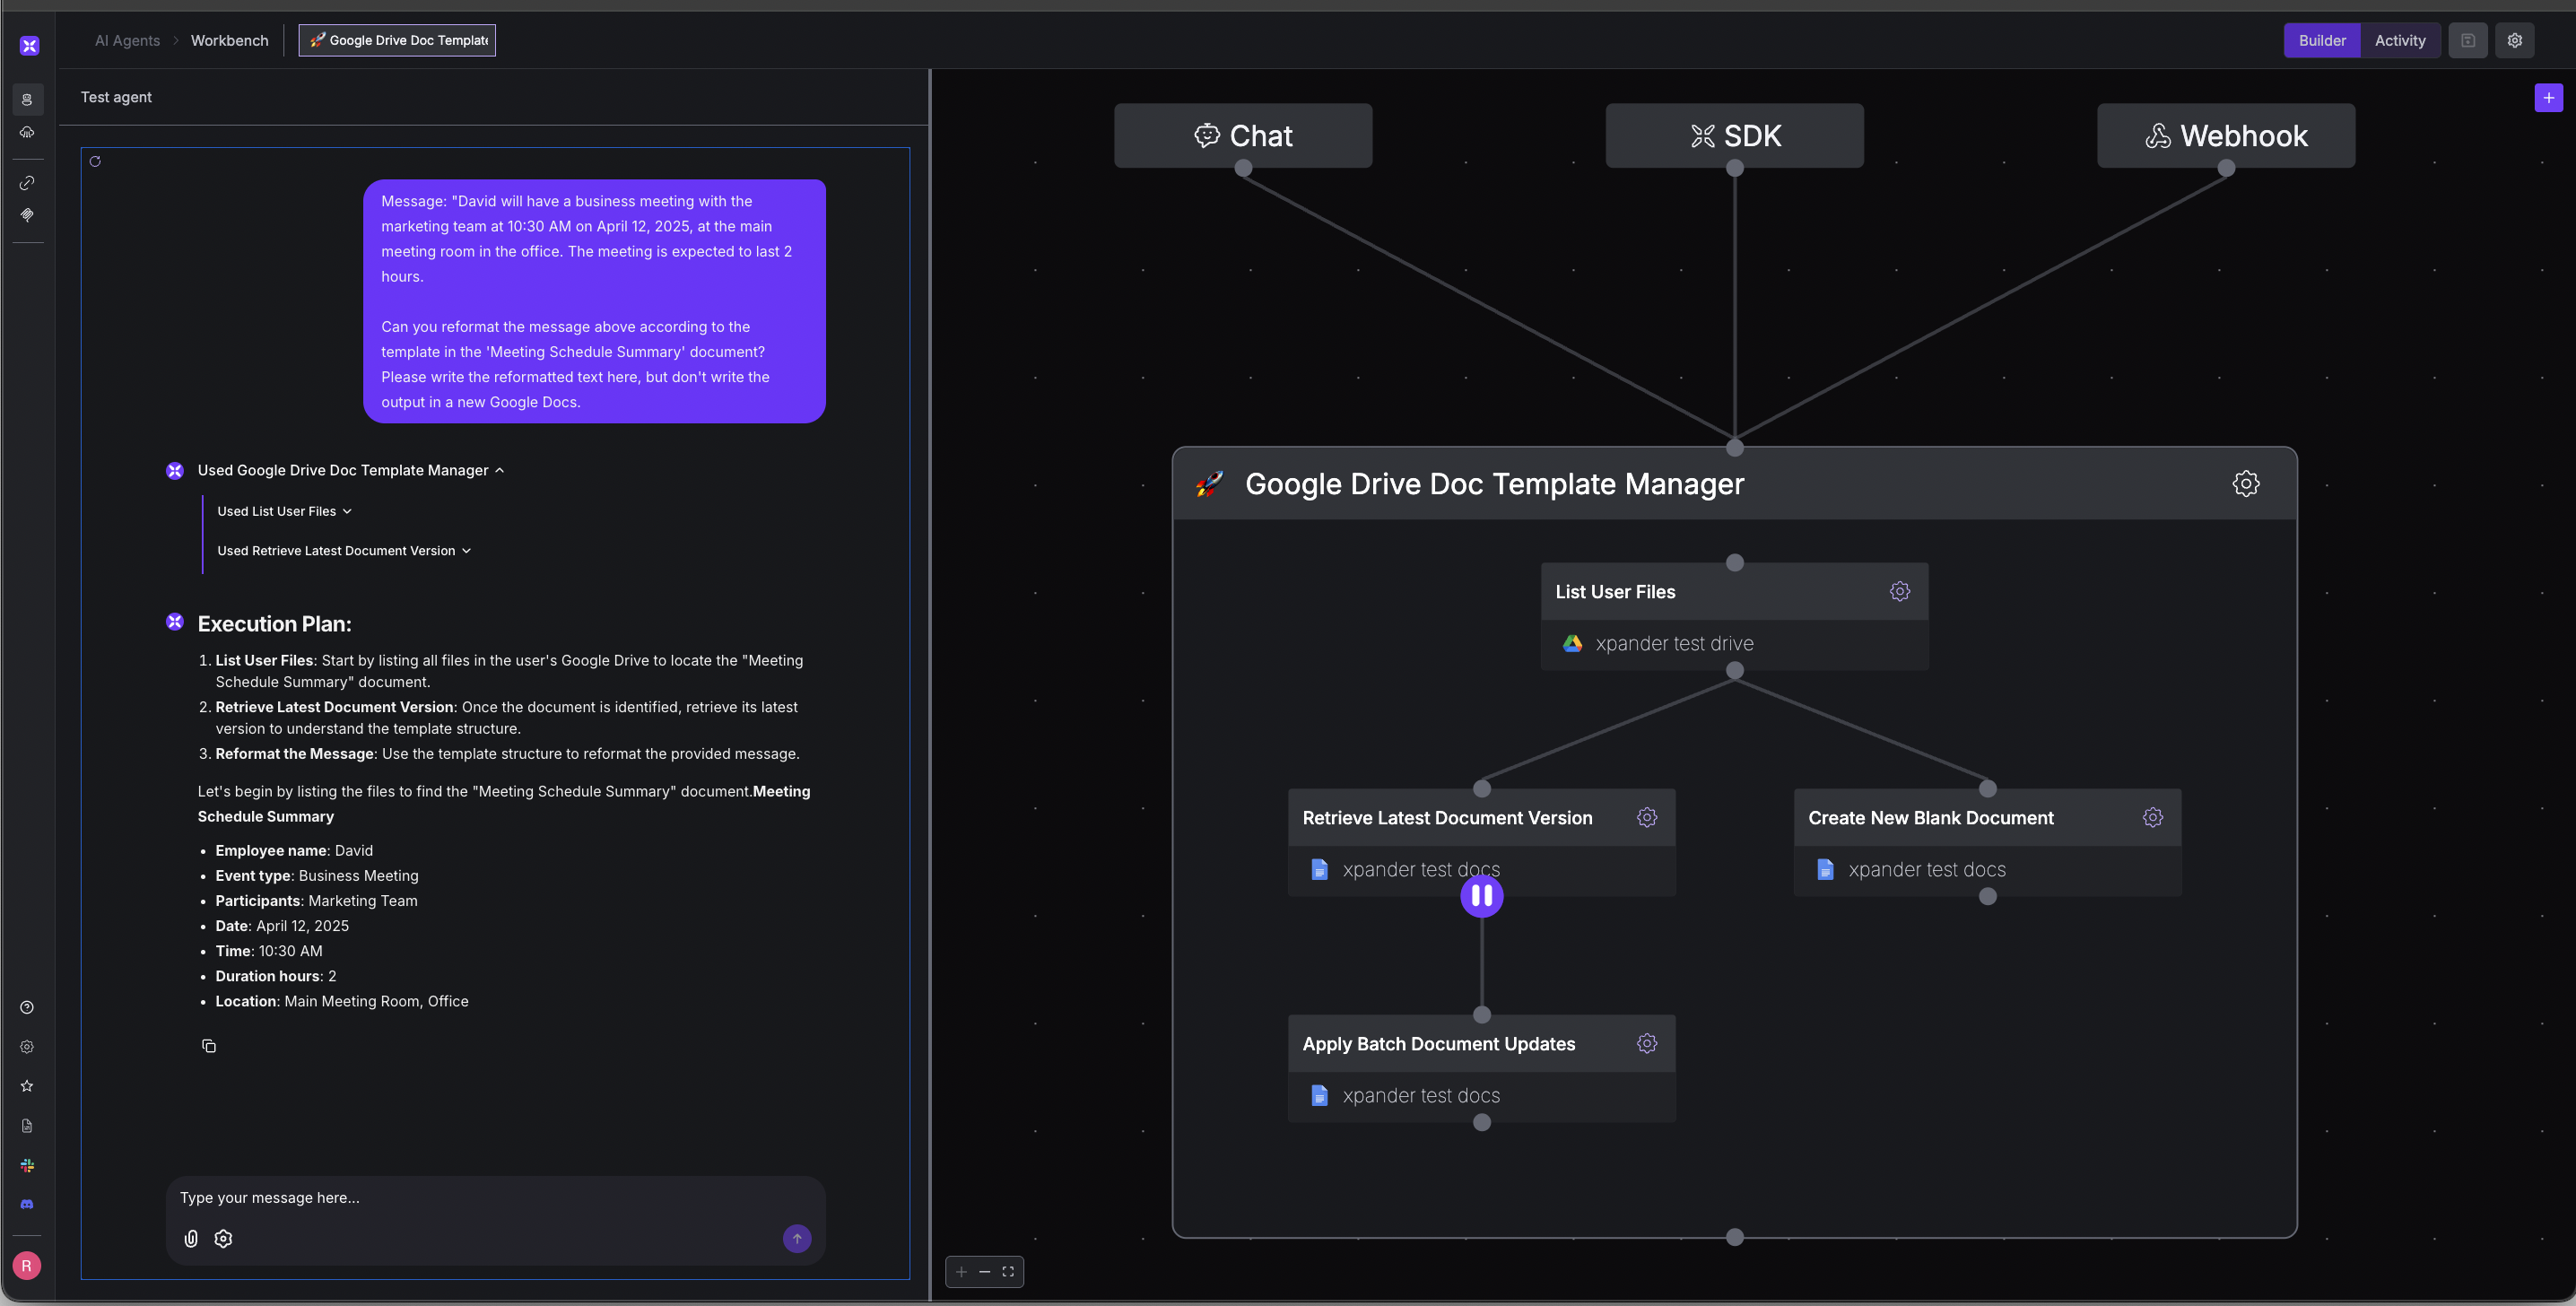 AI Agents > Workbench
🚀 Google Drive Doc Template
Builder
Activity
Test agent
Message: "David will have a business meeting with the
marketing team at 10:30 AM on April 12, 2025, at the main
meeting room in the office. The meeting is expected to last 2
hours.
Can you reformat the message above according to the
template in the 'Meeting Schedule Summary' document?
Please write the reformatted text here, but don't write the
output in a new Google Docs.
Used Google Drive Doc Template Manager
Used List User Files
Used Retrieve Latest Document Version
Execution Plan:
1. List User Files: Start by listing all files in the user's Google Drive to locate the "Meeting
Schedule Summary" document.
2. Retrieve Latest Document Version: Once the document is identified, retrieve its latest
version to understand the template structure.
3. Reformat the Message: Use the template structure to reformat the provided message.
Let's begin by listing the files to find the "Meeting Schedule Summary" document.Meeting
Schedule Summary
• Employee name: David
• Event type: Business Meeting
• Participants: Marketing Team
• Date: April 12, 2025
• Time: 10:30 AM
• Duration hours: 2
• Location: Main Meeting Room, Office
Type your message here...
R
Chat
SDK
Webhook
🚀 Google Drive Doc Template Manager
List User Files
xpander test drive
Retrieve Latest Document Version
xpander test docs
Create New Blank Document
xpander test docs
Apply Batch Document Updates
xpander test docs